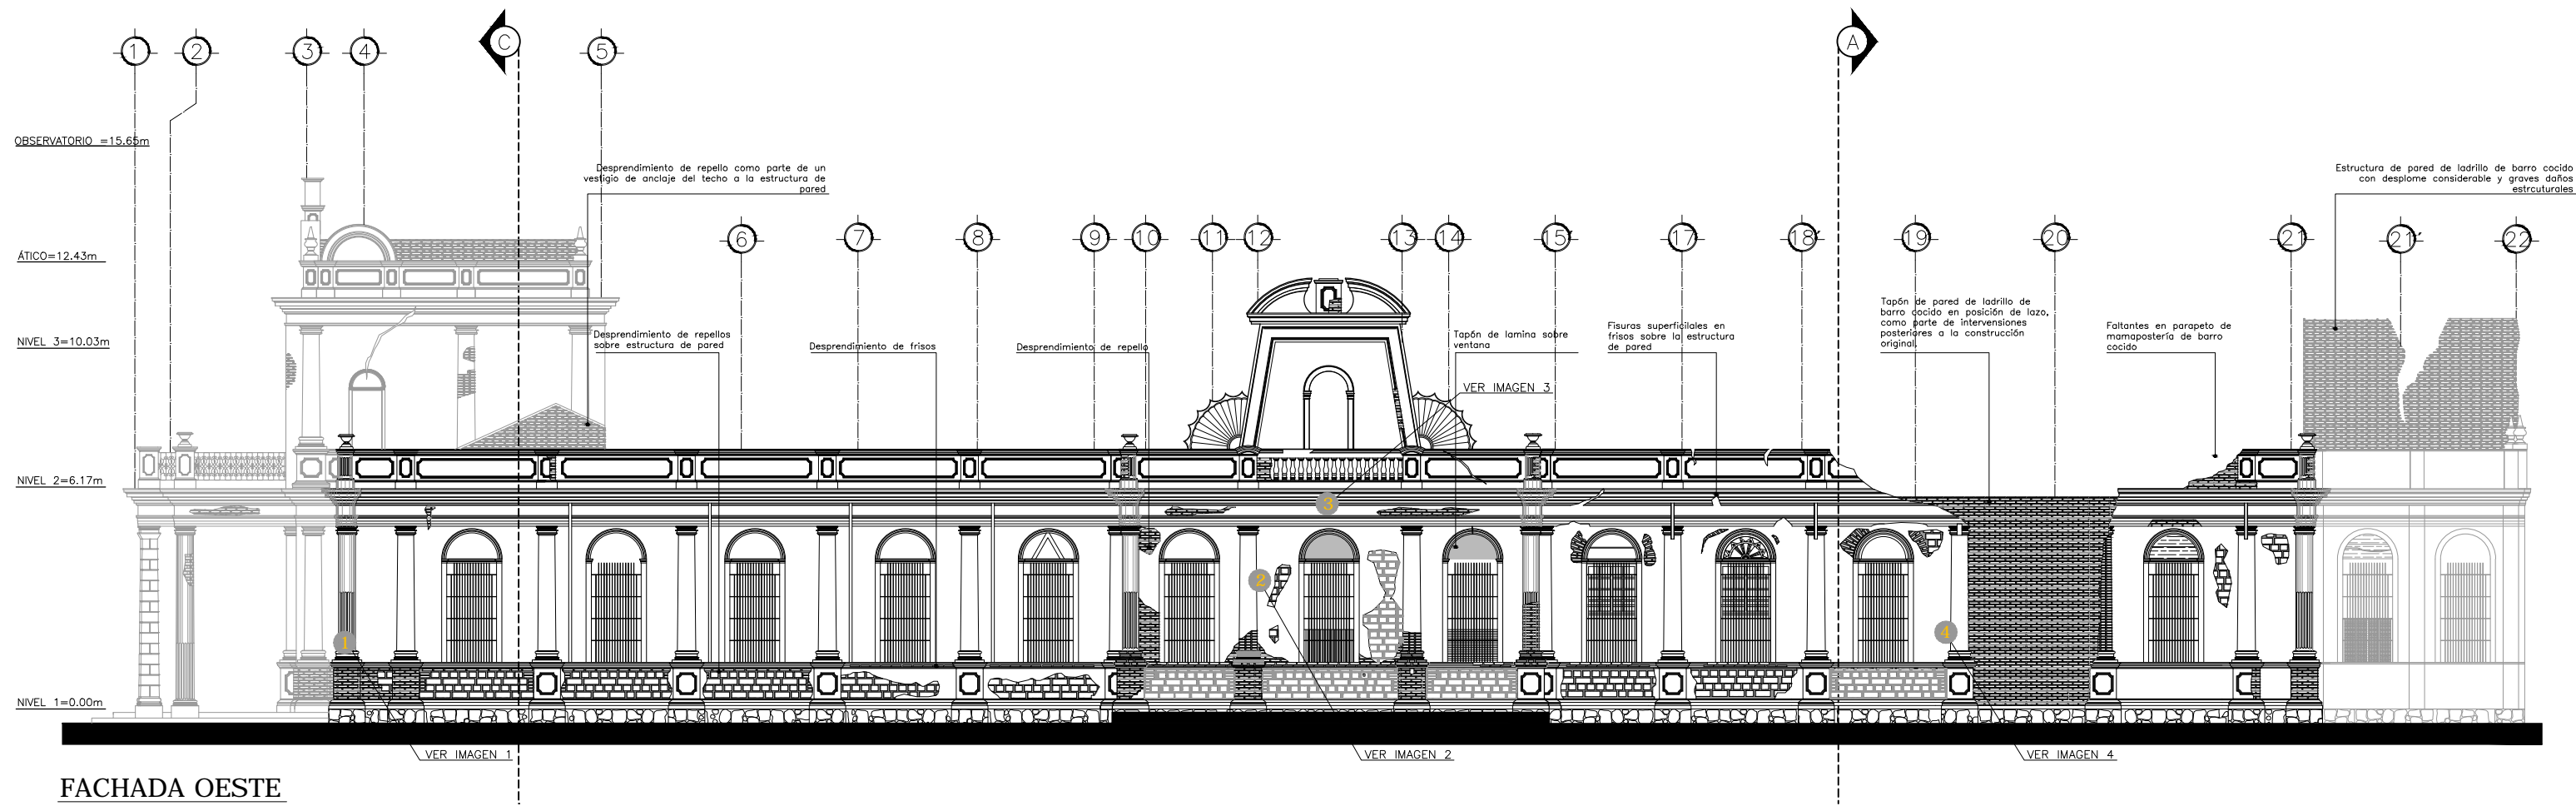 C
A
1
2
3
4
5
OBSERVATORIO =15.65m
Desprendimiento de repello como parte de un
vestigio de anclaje del techo a la estructura de
pared
Estructura de pared de ladrillo de barro cocido
con desplome considerable y graves daños
estrcuturales
6
7
8
9
10
11
12
13
14
15'
17
18'
19
20
21
21'
22
ÁTICO=12.43m
NIVEL 3=10.03m
Desprendimiento de repellos
sobre estructura de pared
Desprendimiento de frisos
Desprendimiento de repello
Tapón de lamina sobre
ventana
Fisuras superficilales en
frisos sobre la estructura
de pared
Tapón de pared de ladrillo de
barro cocido en posición de lazo,
como parte de intervenciones
posteriores a la construcción
original.
Faltantes en parapeto de
mamapostería de barro
cocido
VER IMAGEN 3
NIVEL 2=6.17m
3
2
1
4
NIVEL 1=0.00m
VER IMAGEN 1
VER IMAGEN 2
VER IMAGEN 4
FACHADA OESTE